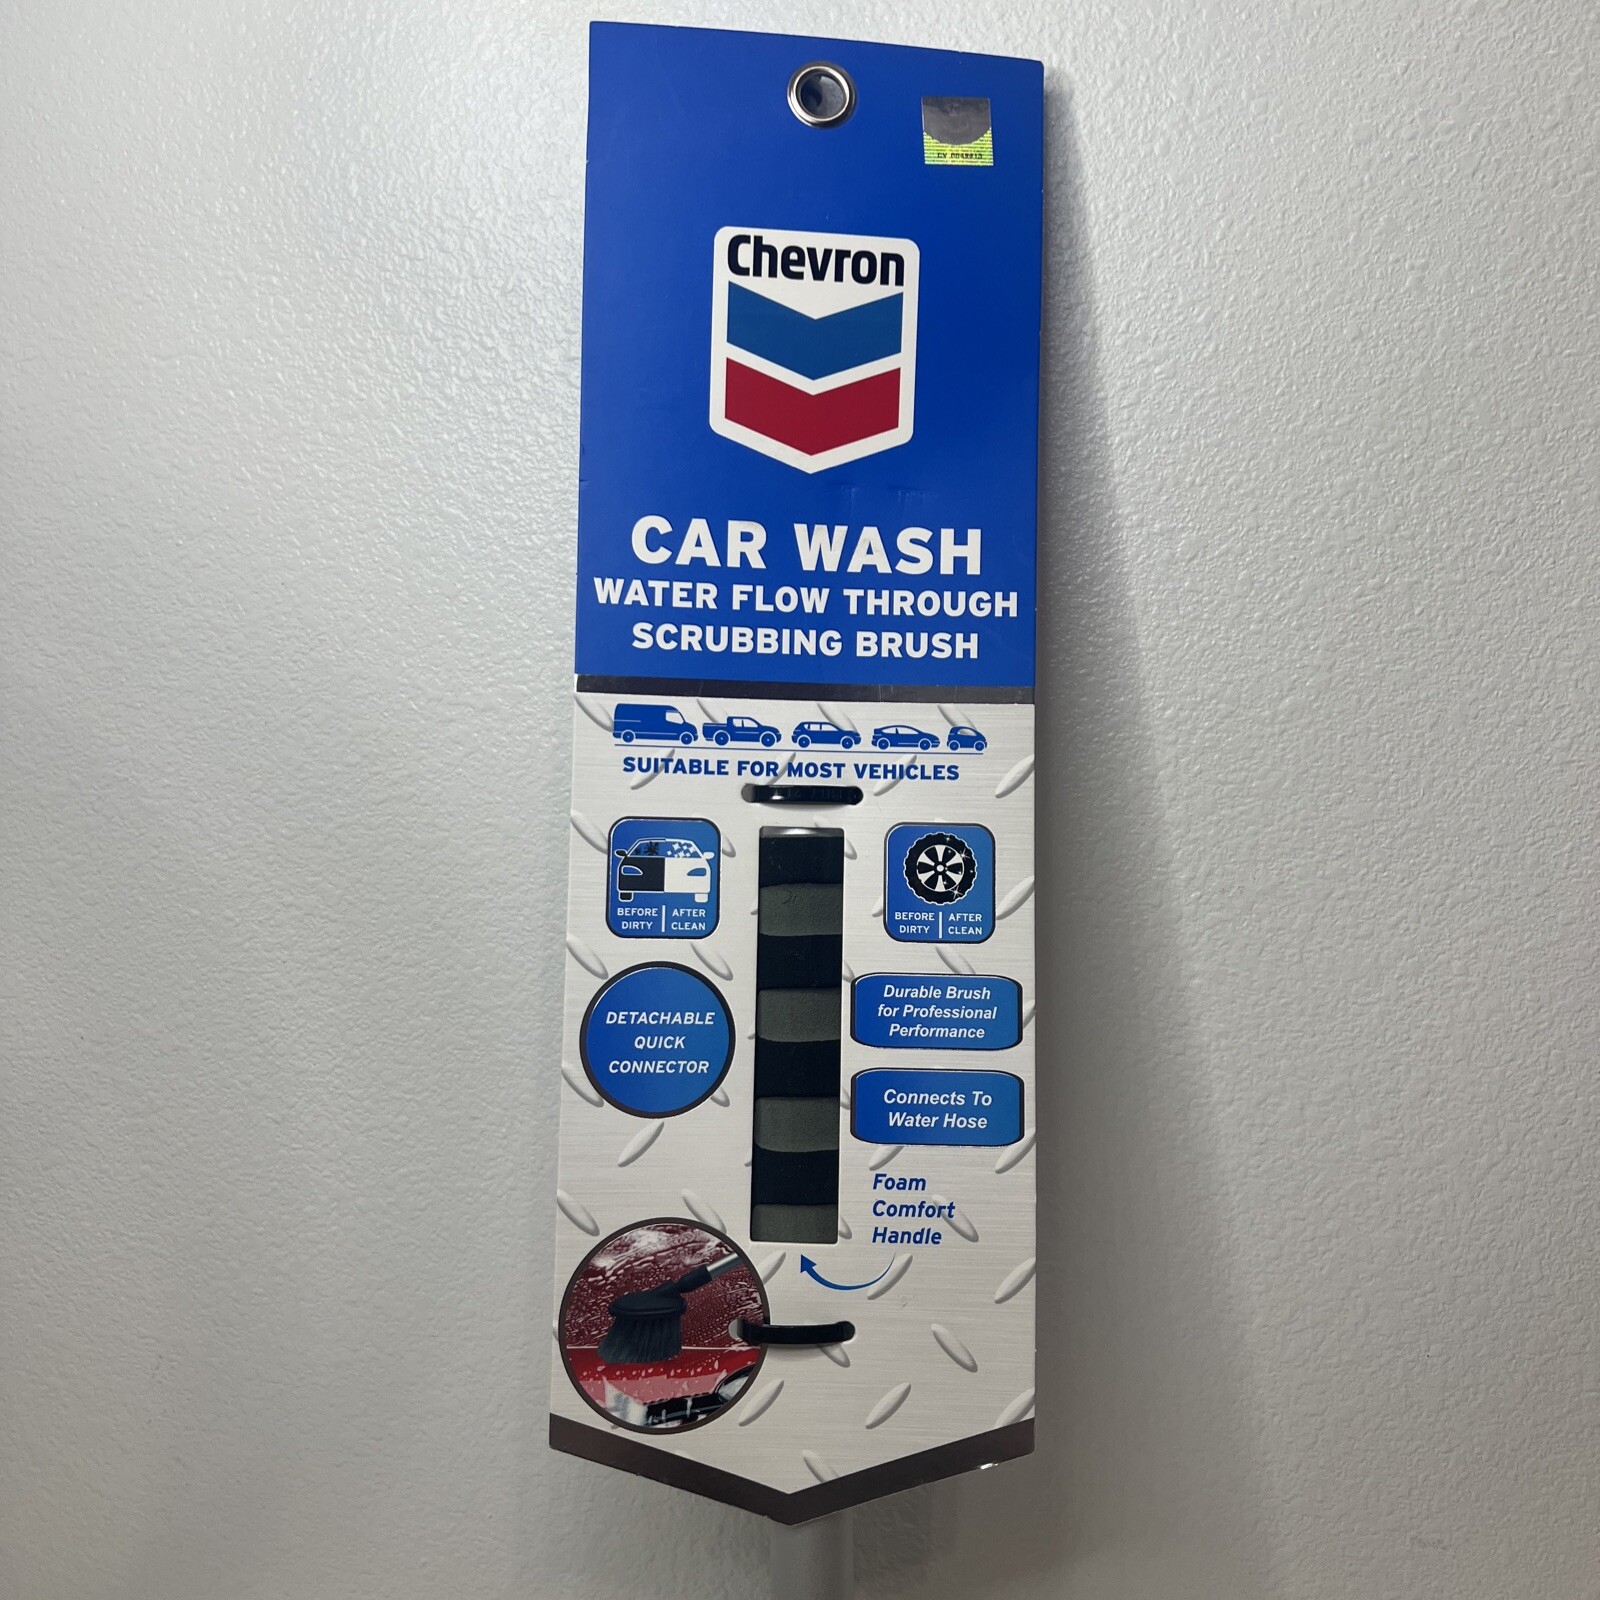 Chevron
CAR WASH
WATER FLOW THROUGH
SCRUBBING BRUSH
SUITABLE FOR MOST VEHICLES
BEFORE | AFTER
DIRTY | CLEAN
BEFORE | AFTER
DIRTY | CLEAN
DETACHABLE
QUICK
CONNECTOR
Durable Brush
for Professional
Performance
Connects To
Water Hose
Foam
Comfort
Handle